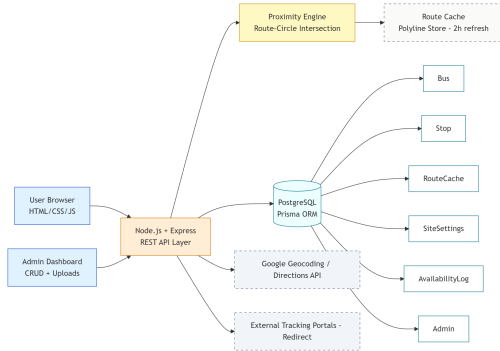 Proximity Engine
Route-Circle Intersection
Route Cache
Polyline Store - 2h refresh
Bus
Stop
RouteCache
User Browser
HTML/CSS/JS
PostgreSQL
Prisma ORM
Node.js + Express
REST API Layer
SiteSettings
Admin Dashboard
CRUD + Uploads
Google Geocoding /
Directions API
AvailabilityLog
External Tracking Portals -
Redirect
Admin